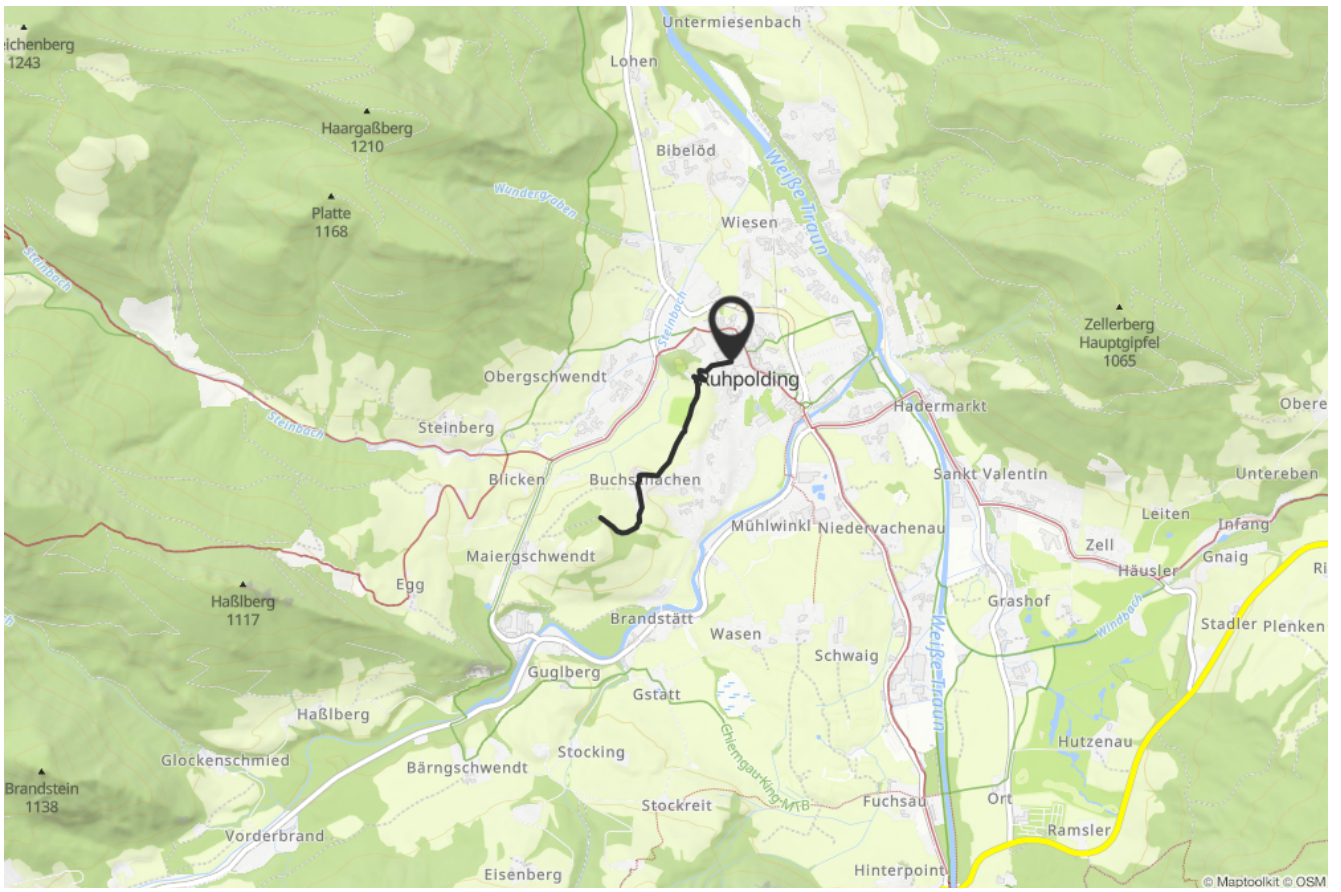 Untermiesenbach
eichenberg
1243
Lohen
Haargaßberg
1210
Bibelöd
Weiße Traun
Wundergraben
Platte
1168
Wiesen
Steinbach
Steinbach
Zellerberg
Hauptgipfel
1065
Ruhpolding
Obergschwendt
Hadermarkt
Obere
Steinbach
Steinberg
Blicken
Buchschachen
Sankt Valentin
Untereben
Mühlwinkl
Niedervachenau
Leiten
Infang
Maiergschwendt
Zell
Gnaig
Häusler
Ri
Egg
Haßlberg
1117
Grashof
Brandstätt
Windbach
Stadler
Plenken
Wasen
Weiße Traun
Schwaig
Guglberg
Gstatt
Haßlberg
Chiemgau King MTB
Hutzenau
Glockenschmied
Stocking
Bärngschwendt
Brandstein
1138
Stockreit
Fuchsau
Ort
Ramsler
Vorderbrand
Eisenberg
Hinterpoint
© Maptoolkit © OSM